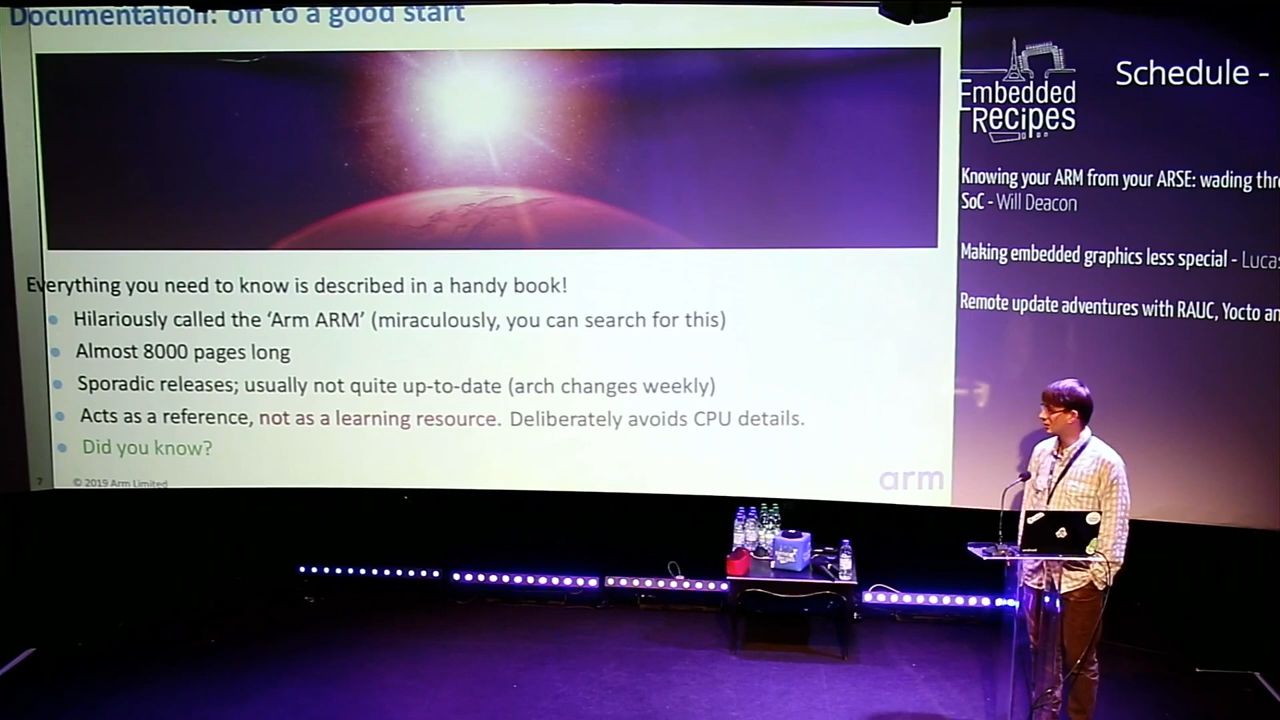 Documentation: off to a good start
Everything you need to know is described in a handy book!
Hilariously called the ‘Arm ARM’ (miraculously, you can search for this)
Almost 8000 pages long
Sporadic releases; usually not quite up-to-date (arch changes weekly)
Acts as a reference, not as a learning resource. Deliberately avoids CPU details.
Did you know?
7
© 2019 Arm Limited
arm
Embedded
Recipes
Schedule -
Knowing your ARM from your ARSE: wading
SoC - Will Deacon
Making embedded graphics less special -
Remote update adventures with RAUC, Yocto